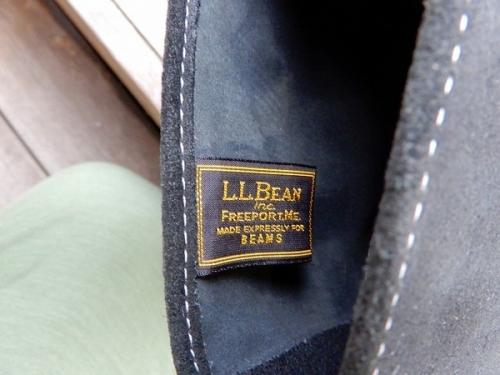 L.L.BEAN
Inc.
FREEPORT,ME.
MADE EXPRESSLY FOR
BEAMS